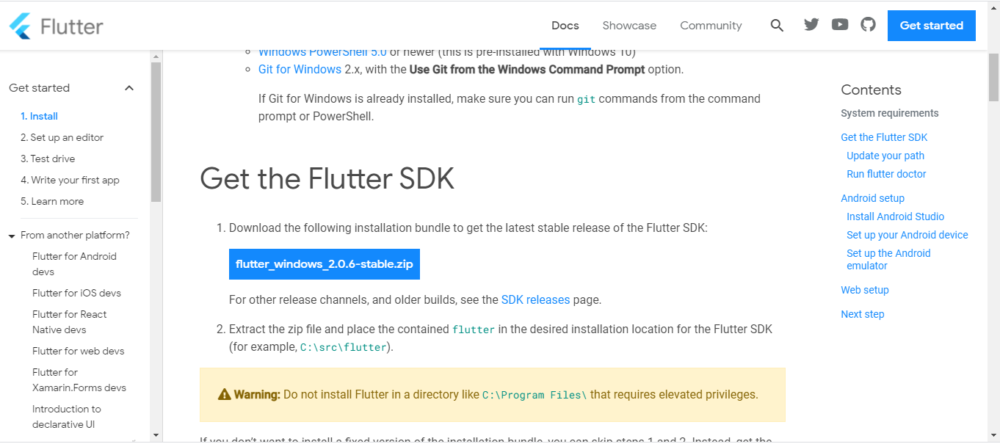 Flutter
Docs
Showcase
Community
Get started
Get started
1. Install
2. Set up an editor
3. Test drive
4. Write your first app
5. Learn more
From another platform?
Flutter for Android
devs
Flutter for iOS devs
Flutter for React
Native devs
Flutter for web devs
Flutter for
Xamarin.Forms devs
Introduction to
declarative UI
Windows PowerShell 5.0 or newer (this is pre-installed with Windows 10)
Git for Windows 2.x, with the Use Git from the Windows Command Prompt option.
If Git for Windows is already installed, make sure you can run git commands from the command
prompt or PowerShell.
Get the Flutter SDK
1. Download the following installation bundle to get the latest stable release of the Flutter SDK:
flutter_windows_2.0.6-stable.zip
For other release channels, and older builds, see the SDK releases page.
2. Extract the zip file and place the contained flutter in the desired installation location for the Flutter SDK
(for example, C:\src\flutter).
Warning: Do not install Flutter in a directory like C:\Program Files\ that requires elevated privileges.
If you don't want to install a fixed version of the installation bundle, you can skip steps 1 and 2. Instead, get the
Contents
System requirements
Get the Flutter SDK
Update your path
Run flutter doctor
Android setup
Install Android Studio
Set up your Android device
Set up the Android
emulator
Web setup
Next step